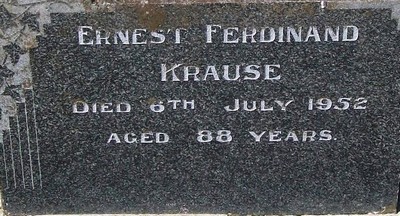 ERNEST FERDINAND
KRAUSE
DIED 6TH JULY 1952
AGED 88 YEARS.